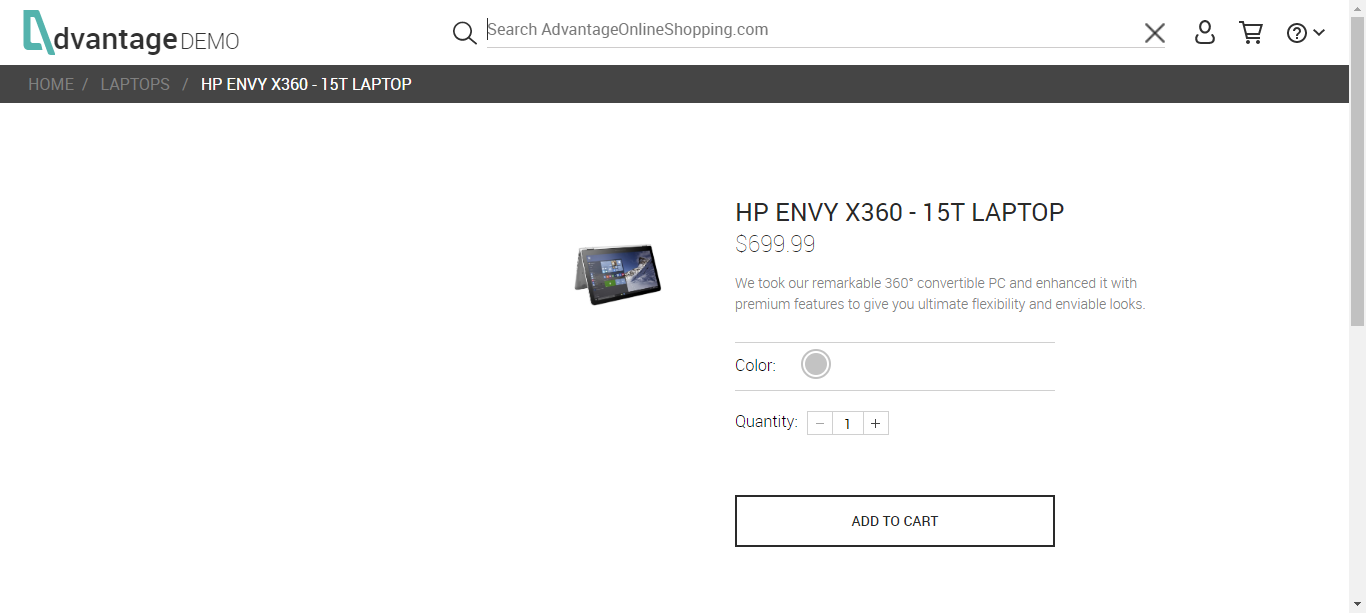 Advantage DEMO
Search AdvantageOnlineShopping.com
HOME / LAPTOPS / HP ENVY X360 - 15T LAPTOP
HP ENVY X360 - 15T LAPTOP
$699.99
We took our remarkable 360° convertible PC and enhanced it with
premium features to give you ultimate flexibility and enviable looks.
Color:
Quantity: − 1 +
ADD TO CART